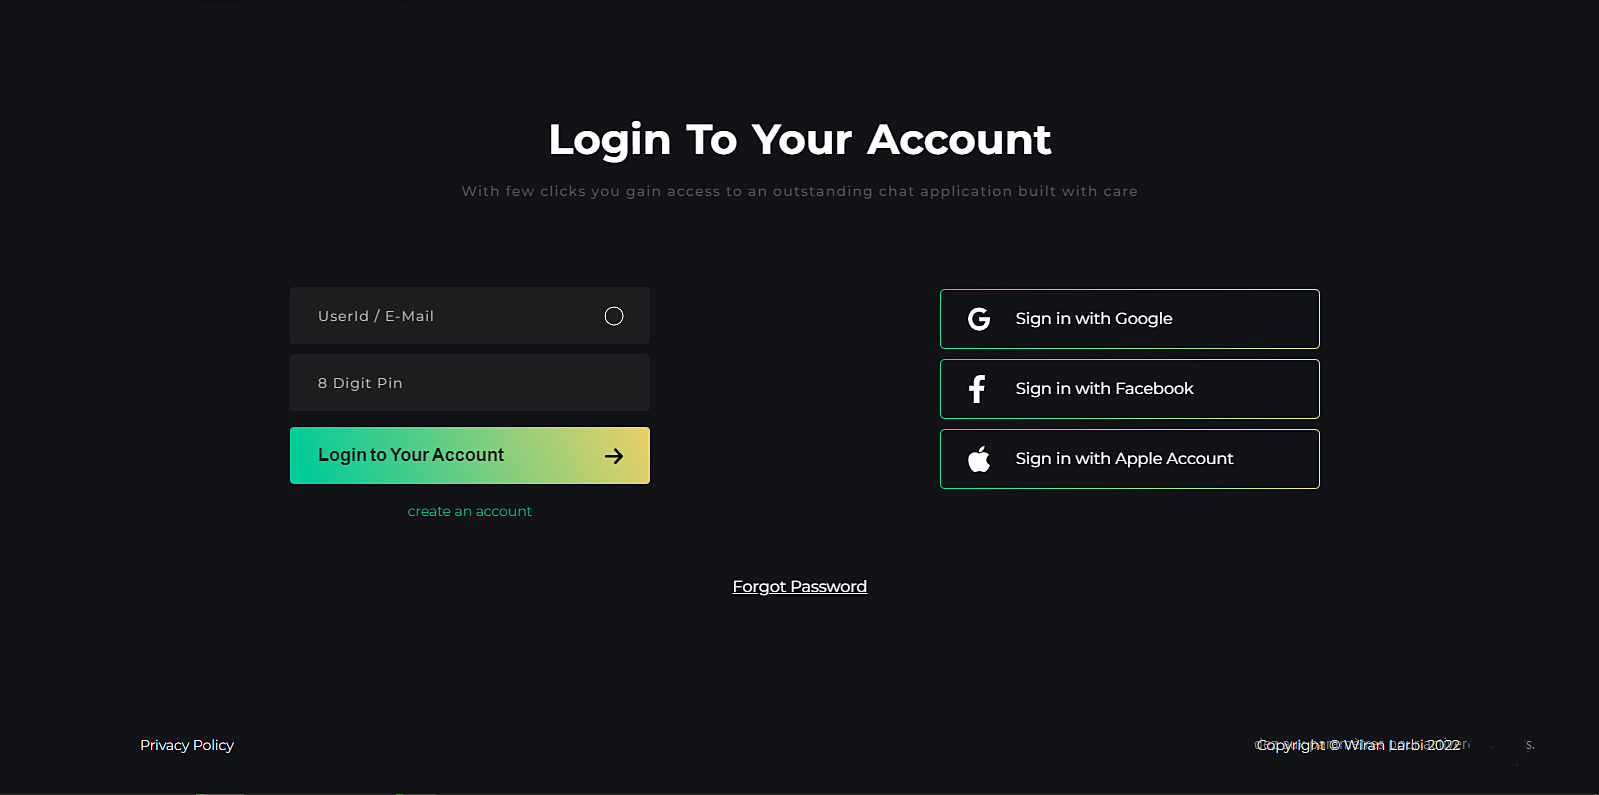 Login To Your Account
With few clicks you gain access to an outstanding chat application built with care
UserId / E-Mail
8 Digit Pin
Login to Your Account
create an account
Sign in with Google
Sign in with Facebook
Sign in with Apple Account
Forgot Password
Privacy Policy
Copyright © Larbi 2022